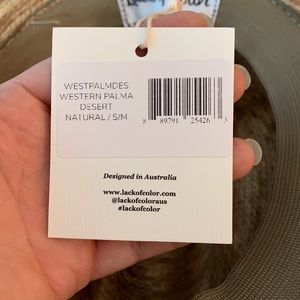 WESTPALMDES
WESTERN PALMA
DESERT
NATURAL / S/M
8 89791 25426 3
Designed in Australia
www.lackofcolor.com
@lackofcoloraus
#lackofcolor